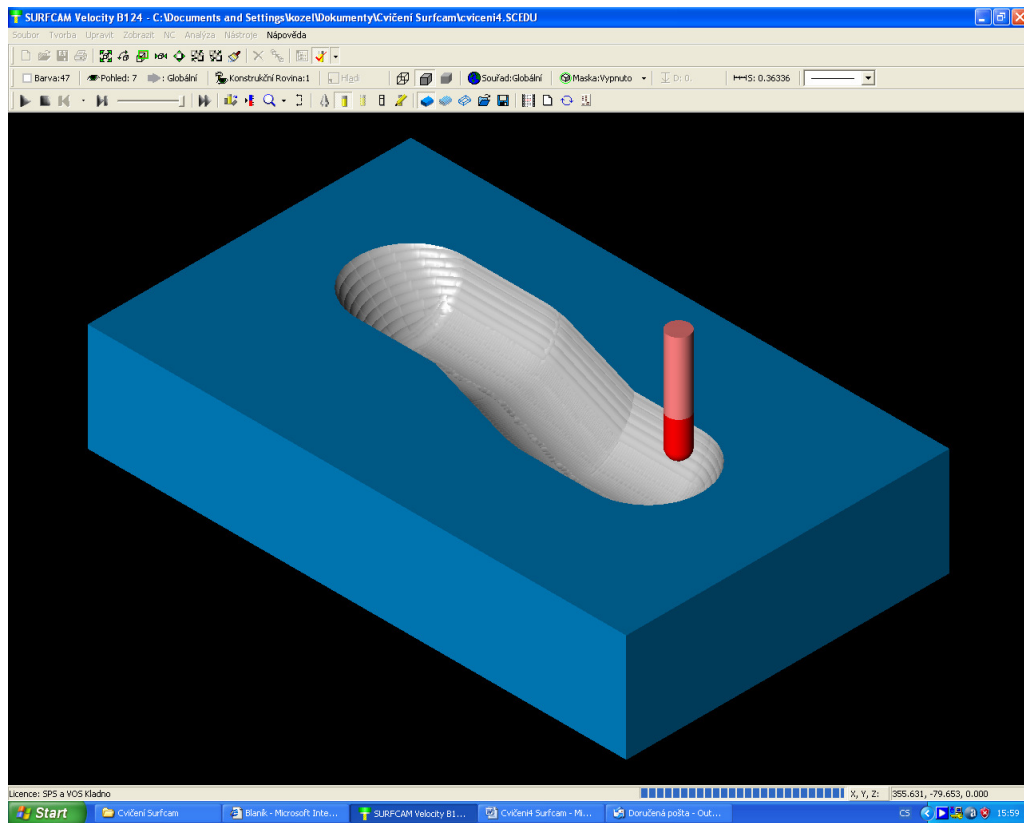 SURFCAM Velocity B124 - C:\Documents and Settings\kozel\Dokumenty\Cvičení Surfcam\cviceni4.SCEDU
Soubor Tvorba Upravit Zobrazit NC Analýza Nástroje Nápověda
Barva:47 Pohled: 7 : Globální Konstrukční Rovina:1 Hladi Souřad:Globální Maska:Vypnuto D: 0. S: 0.36336
Licence: SPS a VOS Kladno X, Y, Z: 355.631, -79.653, 0.000
Start Cvičení Surfcam Blaník - Microsoft Inte... SURFCAM Velocity B1... Cvičení4 Surfcam - Mi... Doručená pošta - Out... CS 15:59